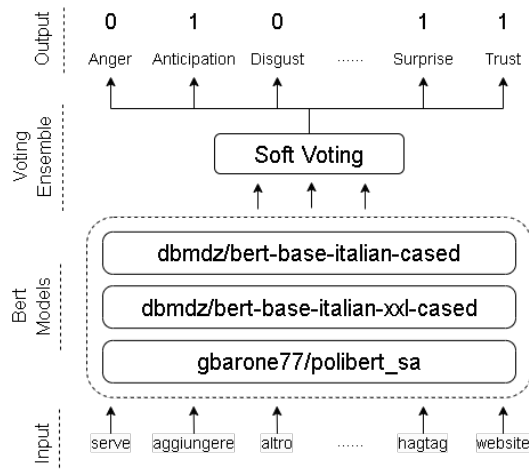 Output
0 1 0 1 1
Anger Anticipation Disgust ...... Surprise Trust
Voting
Ensemble
Soft Voting
Bert
Models
dbmdz/bert-base-italian-cased
dbmdz/bert-base-italian-xxl-cased
gbarone77/polibert_sa
Input
serve aggiungere altro ...... hagtag website